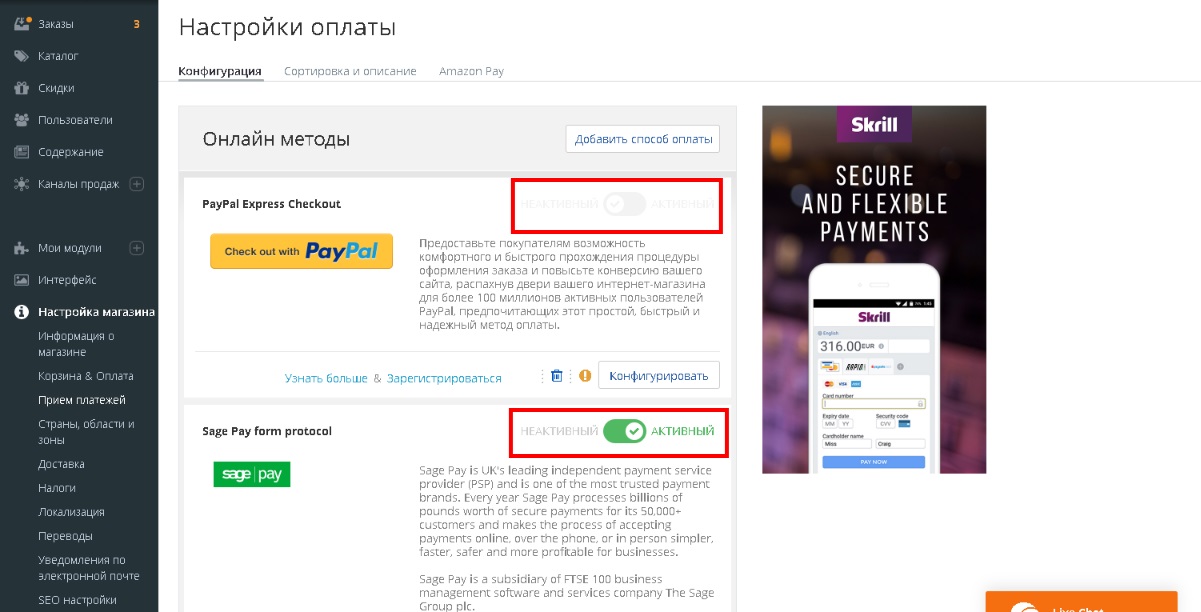 Заказы 3
Каталог
Скидки
Пользователи
Содержание
Каналы продаж
Мои модули
Интерфейс
Настройка магазина
Информация о
магазине
Корзина & Оплата
Прием платежей
Страны, области и
зоны
Доставка
Налоги
Локализация
Переводы
Уведомления по
электронной почте
SEO настройки
Настройки оплаты
Конфигурация Сортировка и описание Amazon Pay
Онлайн методы Добавить способ оплаты
PayPal Express Checkout НЕАКТИВНЫЙ АКТИВНЫЙ
Check out with PayPal
Предоставьте покупателям возможность
комфортного и быстрого прохождения процедуры
оформления заказа и повысьте конверсию вашего
сайта, распахнув двери вашего интернет-магазина
для более 100 миллионов активных пользователей
PayPal, предпочитающих этот простой, быстрый и
надежный метод оплаты.
Узнать больше & Зарегистрироваться Конфигурировать
Sage Pay form protocol НЕАКТИВНЫЙ АКТИВНЫЙ
sage pay
Sage Pay is UK's leading independent payment service
provider (PSP) and is one of the most trusted payment
brands. Every year Sage Pay processes billions of
pounds worth of secure payments for its 50,000+
customers and makes the process of accepting
payments online, over the phone, or in person simpler,
faster, safer and more profitable for businesses.
Sage Pay is a subsidiary of FTSE 100 business
management software and services company The Sage
Group plc.
Skrill
SECURE
AND FLEXIBLE
PAYMENTS
Skrill
English
316.00 EUR
Card number
Expiry date Security code
MM YY CVV
Cardholder name
Miss Craig
PAY NOW
Live Chat